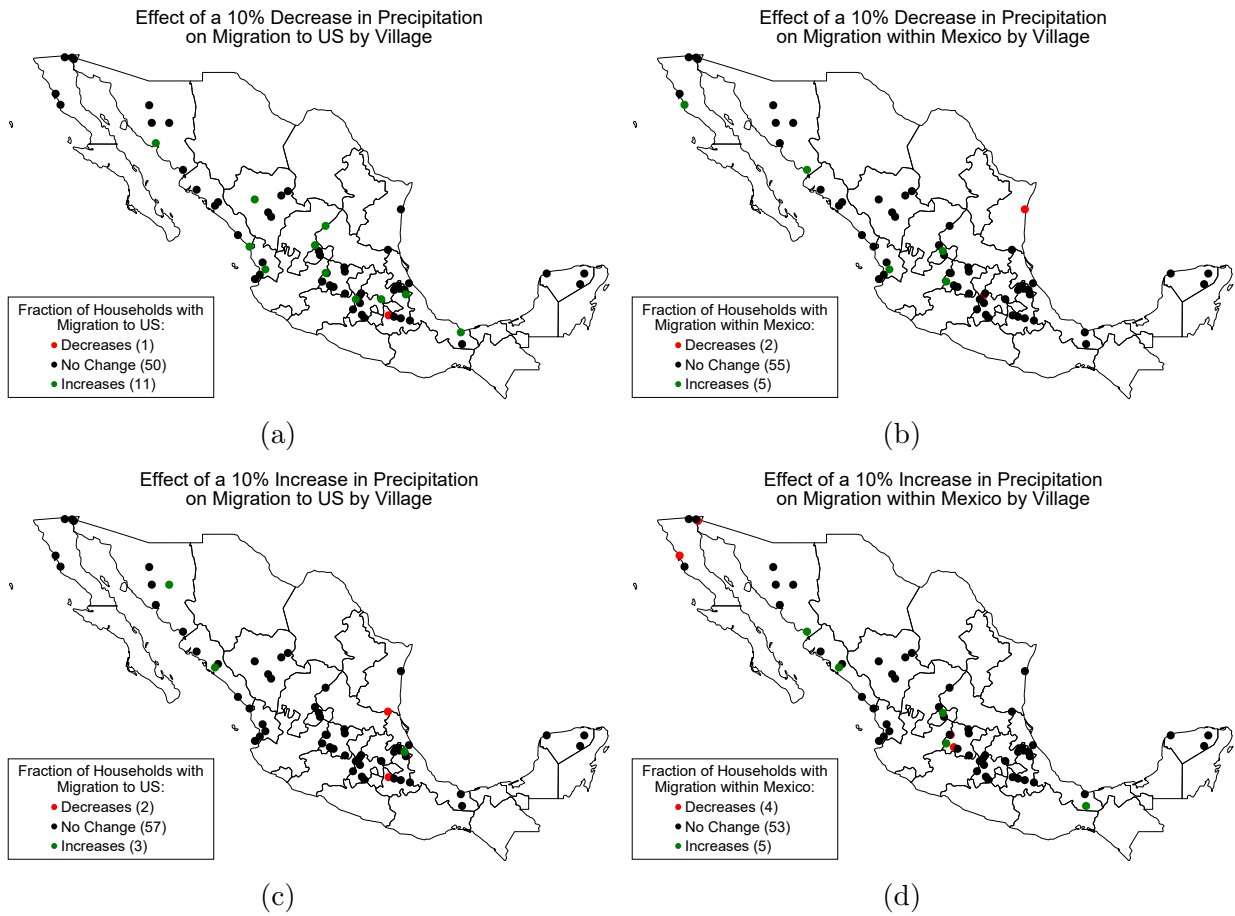 Effect of a 10% Decrease in Precipitation
on Migration to US by Village
Fraction of Households with
Migration to US:
Decreases (1)
No Change (50)
Increases (11)
(a)
Effect of a 10% Decrease in Precipitation
on Migration within Mexico by Village
Fraction of Households with
Migration within Mexico:
Decreases (2)
No Change (55)
Increases (5)
(b)
Effect of a 10% Increase in Precipitation
on Migration to US by Village
Fraction of Households with
Migration to US:
Decreases (2)
No Change (57)
Increases (3)
(c)
Effect of a 10% Increase in Precipitation
on Migration within Mexico by Village
Fraction of Households with
Migration within Mexico:
Decreases (4)
No Change (53)
Increases (5)
(d)